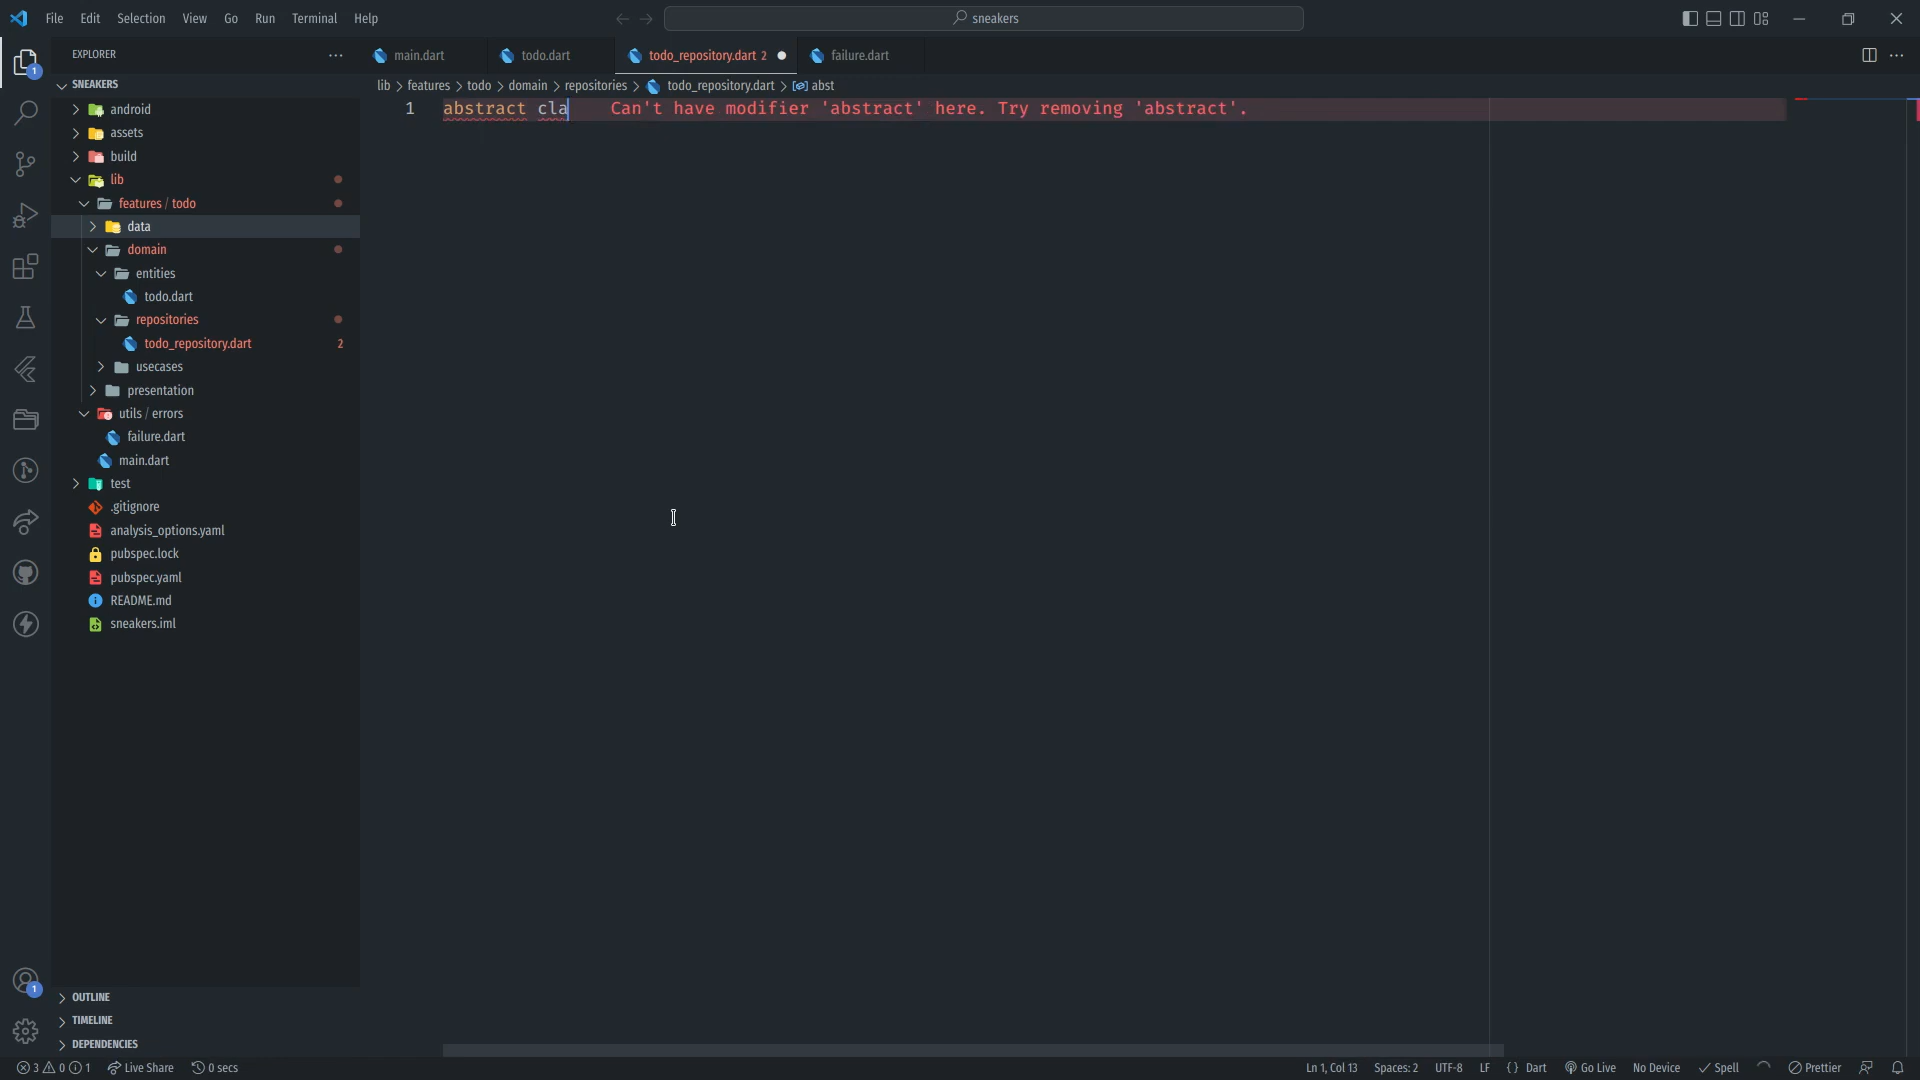 File Edit Selection View Go Run Terminal Help
sneakers
EXPLORER
main.dart
todo.dart
todo_repository.dart 2
failure.dart
1
SNEAKERS
lib > features > todo > domain > repositories > todo_repository.dart > abst
1 abstract cla Can't have modifier 'abstract' here. Try removing 'abstract'.
android
assets
build
lib
features / todo
data
domain
entities
todo.dart
repositories
todo_repository.dart 2
usecases
presentation
utils / errors
failure.dart
main.dart
test
.gitignore
analysis_options.yaml
pubspec.lock
pubspec.yaml
README.md
sneakers.iml
1
OUTLINE
TIMELINE
DEPENDENCIES
3 0 1 Live Share 0 secs Ln 1, Col 13 Spaces: 2 UTF-8 LF { } Dart Go Live No Device Spell Prettier